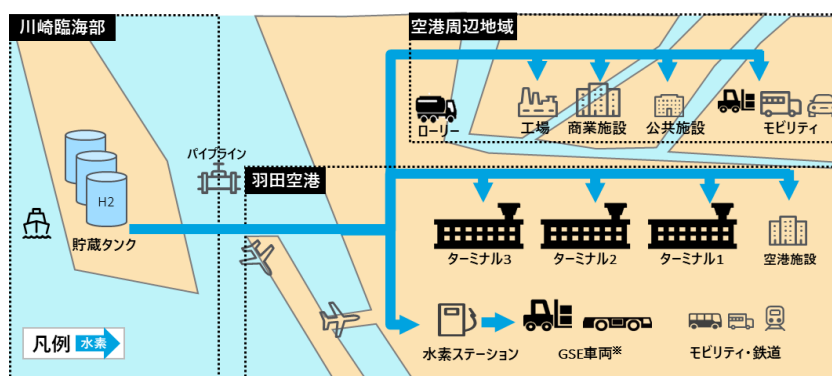 川崎臨海部
空港周辺地域
ローリー
工場
商業施設
公共施設
モビリティ
パイプライン
羽田空港
H2
貯蔵タンク
ターミナル3
ターミナル2
ターミナル1
空港施設
水素ステーション
GSE車両※
モビリティ・鉄道
凡例 水素